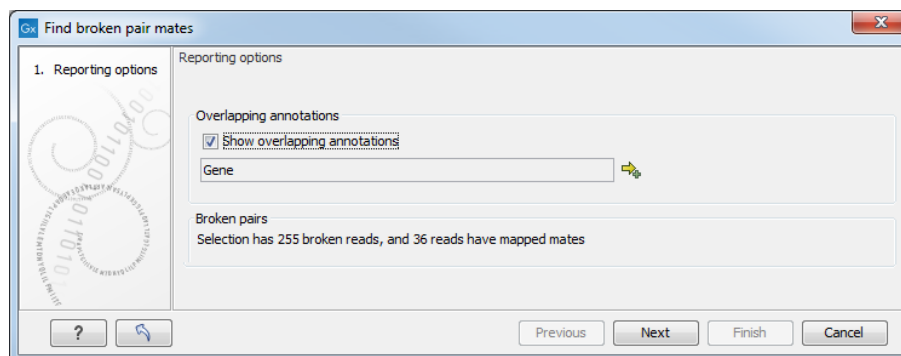 Gx Find broken pair mates
1. Reporting options
Reporting options
Overlapping annotations
Show overlapping annotations
Gene
Broken pairs
Selection has 255 broken reads, and 36 reads have mapped mates
?
Previous
Next
Finish
Cancel